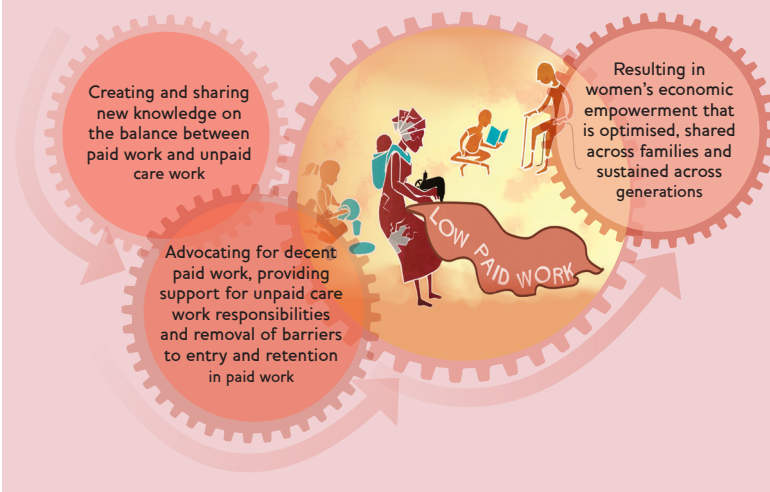 Creating and sharing
new knowledge on
the balance between
paid work and unpaid
care work
Advocating for decent
paid work, providing
support for unpaid care
work responsibilities
and removal of barriers
to entry and retention
in paid work
LOW PAID WORK
Resulting in
women’s economic
empowerment that
is optimised, shared
across families and
sustained across
generations